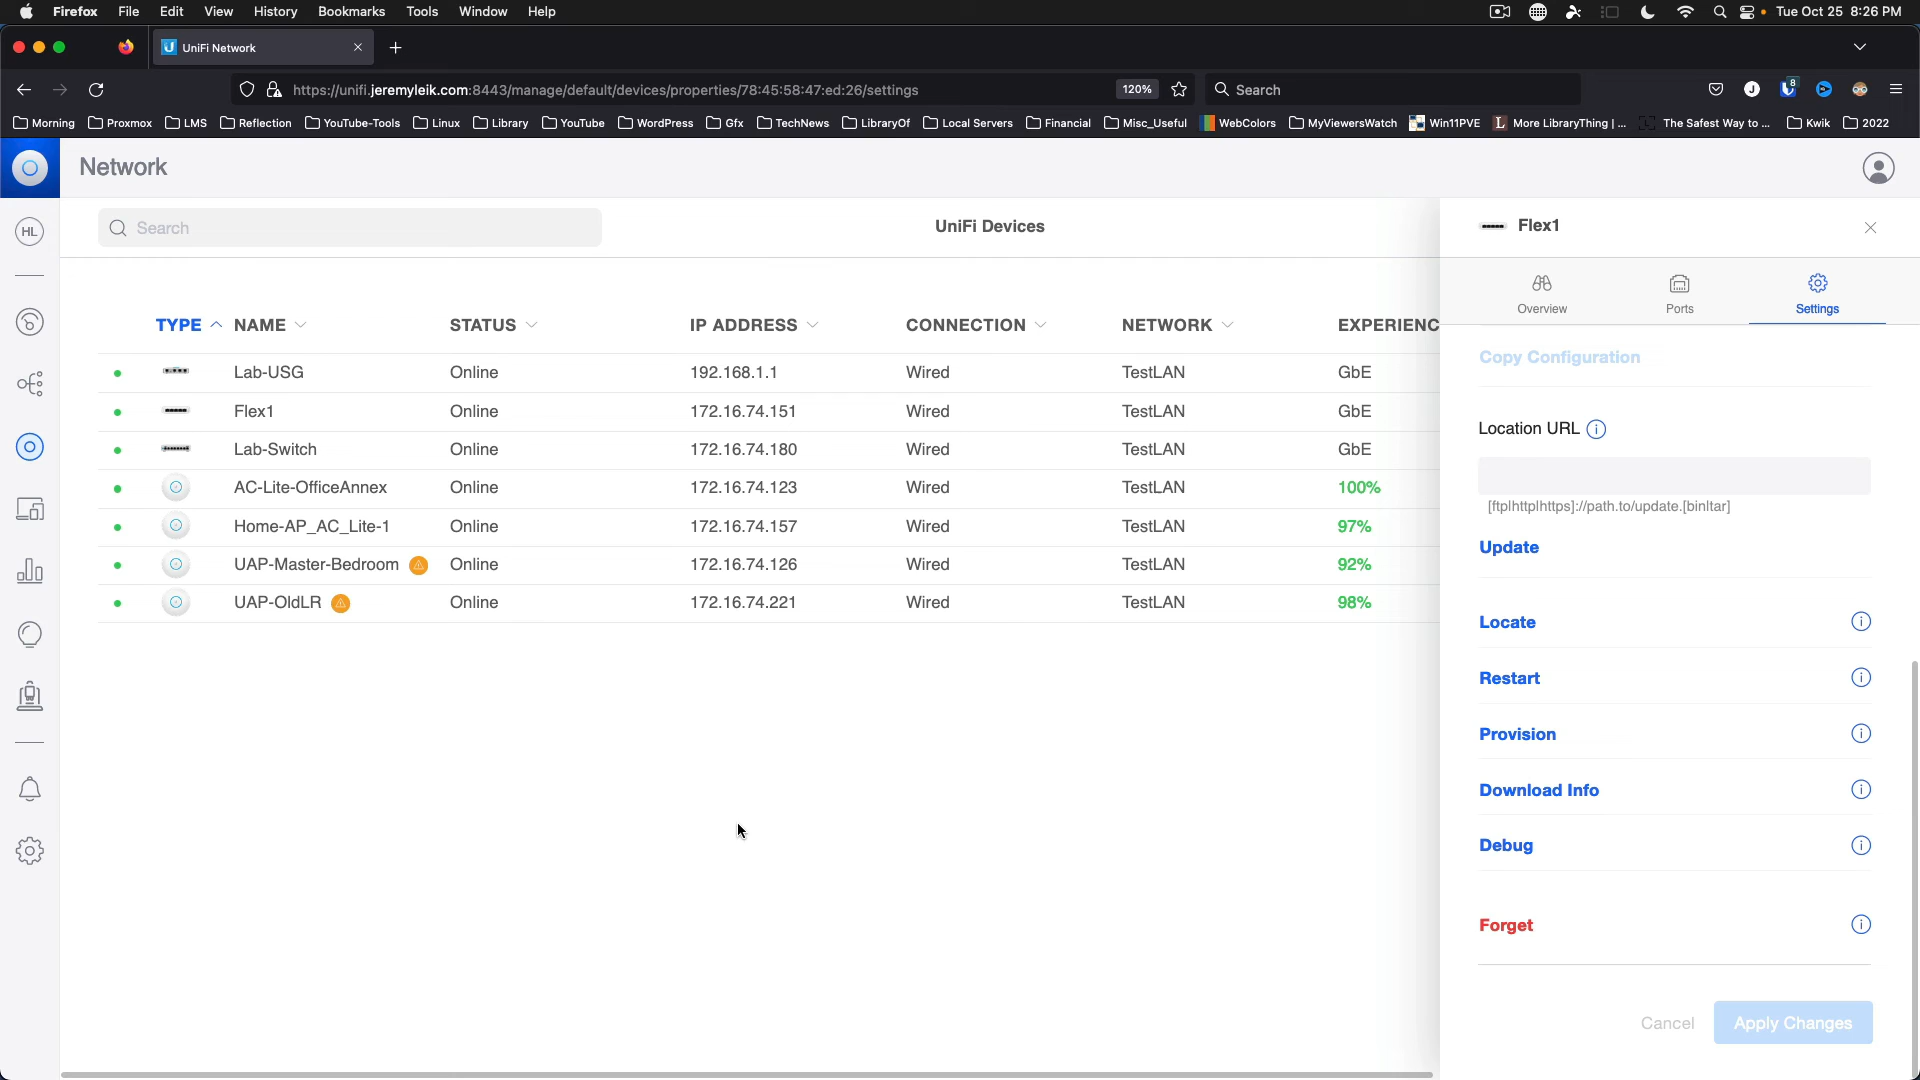 Firefox File Edit View History Bookmarks Tools Window Help Tue Oct 25 8:26 PM
UniFi Network
https://unifi.jeremyleik.com:8443/manage/default/devices/properties/78:45:58:47:ed:26/settings 120% Search J 8
Morning Proxmox LMS Reflection YouTube-Tools Linux Library YouTube WordPress Gfx TechNews LibraryOf Local Servers Financial Misc_Useful WebColors MyViewersWatch Win11PVE L More LibraryThing | ... The Safest Way to ... Kwik 2022
Network
HL
Search
UniFi Devices
TYPE NAME STATUS IP ADDRESS CONNECTION NETWORK EXPERIENC
Lab-USG Online 192.168.1.1 Wired TestLAN GbE
Flex1 Online 172.16.74.151 Wired TestLAN GbE
Lab-Switch Online 172.16.74.180 Wired TestLAN GbE
AC-Lite-OfficeAnnex Online 172.16.74.123 Wired TestLAN 100%
Home-AP_AC_Lite-1 Online 172.16.74.157 Wired TestLAN 97%
UAP-Master-Bedroom Online 172.16.74.126 Wired TestLAN 92%
UAP-OldLR Online 172.16.74.221 Wired TestLAN 98%
Flex1
Overview Ports Settings
Copy Configuration
Location URL
[ftp|http|https]://path.to/update.[bin|tar]
Update
Locate
Restart
Provision
Download Info
Debug
Forget
Cancel Apply Changes